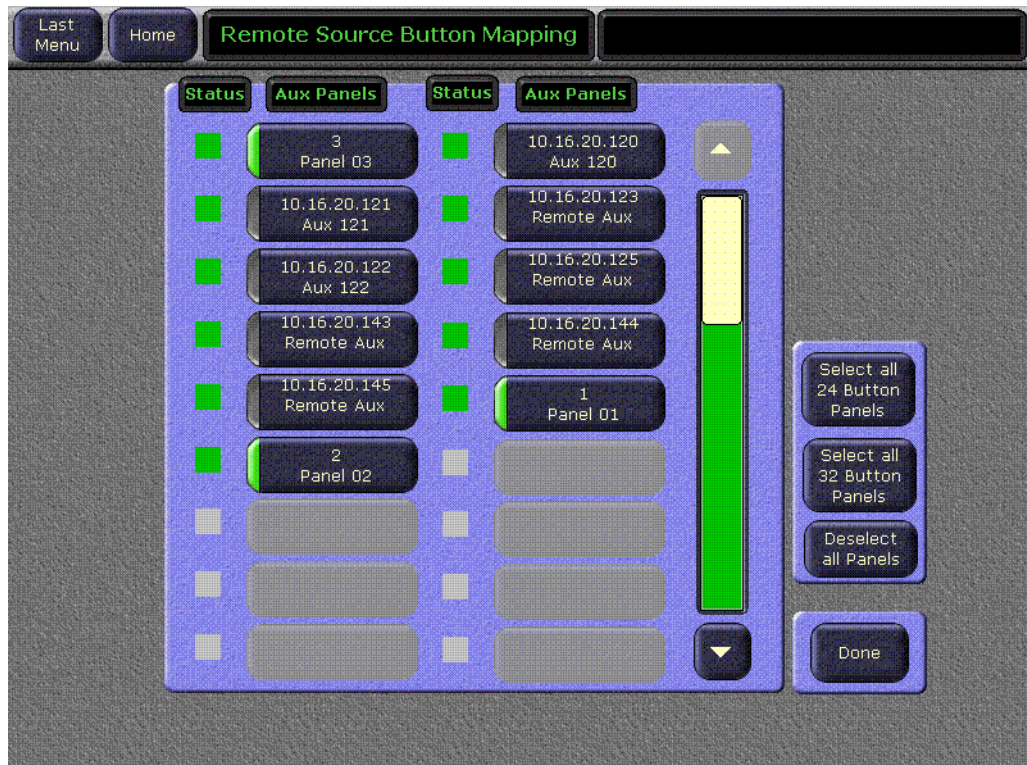 Last
Menu
Home
Remote Source Button Mapping
Status
Aux Panels
Status
Aux Panels
3
Panel 03
10.16.20.120
Aux 120
10.16.20.121
Aux 121
10.16.20.123
Remote Aux
10.16.20.122
Aux 122
10.16.20.125
Remote Aux
10.16.20.143
Remote Aux
10.16.20.144
Remote Aux
10.16.20.145
Remote Aux
1
Panel 01
2
Panel 02
Select all
24 Button
Panels
Select all
32 Button
Panels
Deselect
all Panels
Done